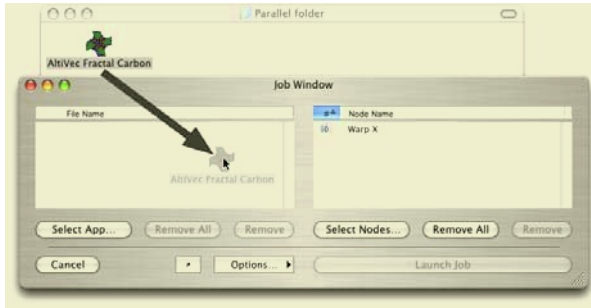 Parallel folder
AltiVec Fractal Carbon
Job Window
File Name
# Node Name
Warp X
AltiVec Fractal Carbon
Select App... Remove All Remove
Select Nodes... Remove All Remove
Cancel Options... Launch Job